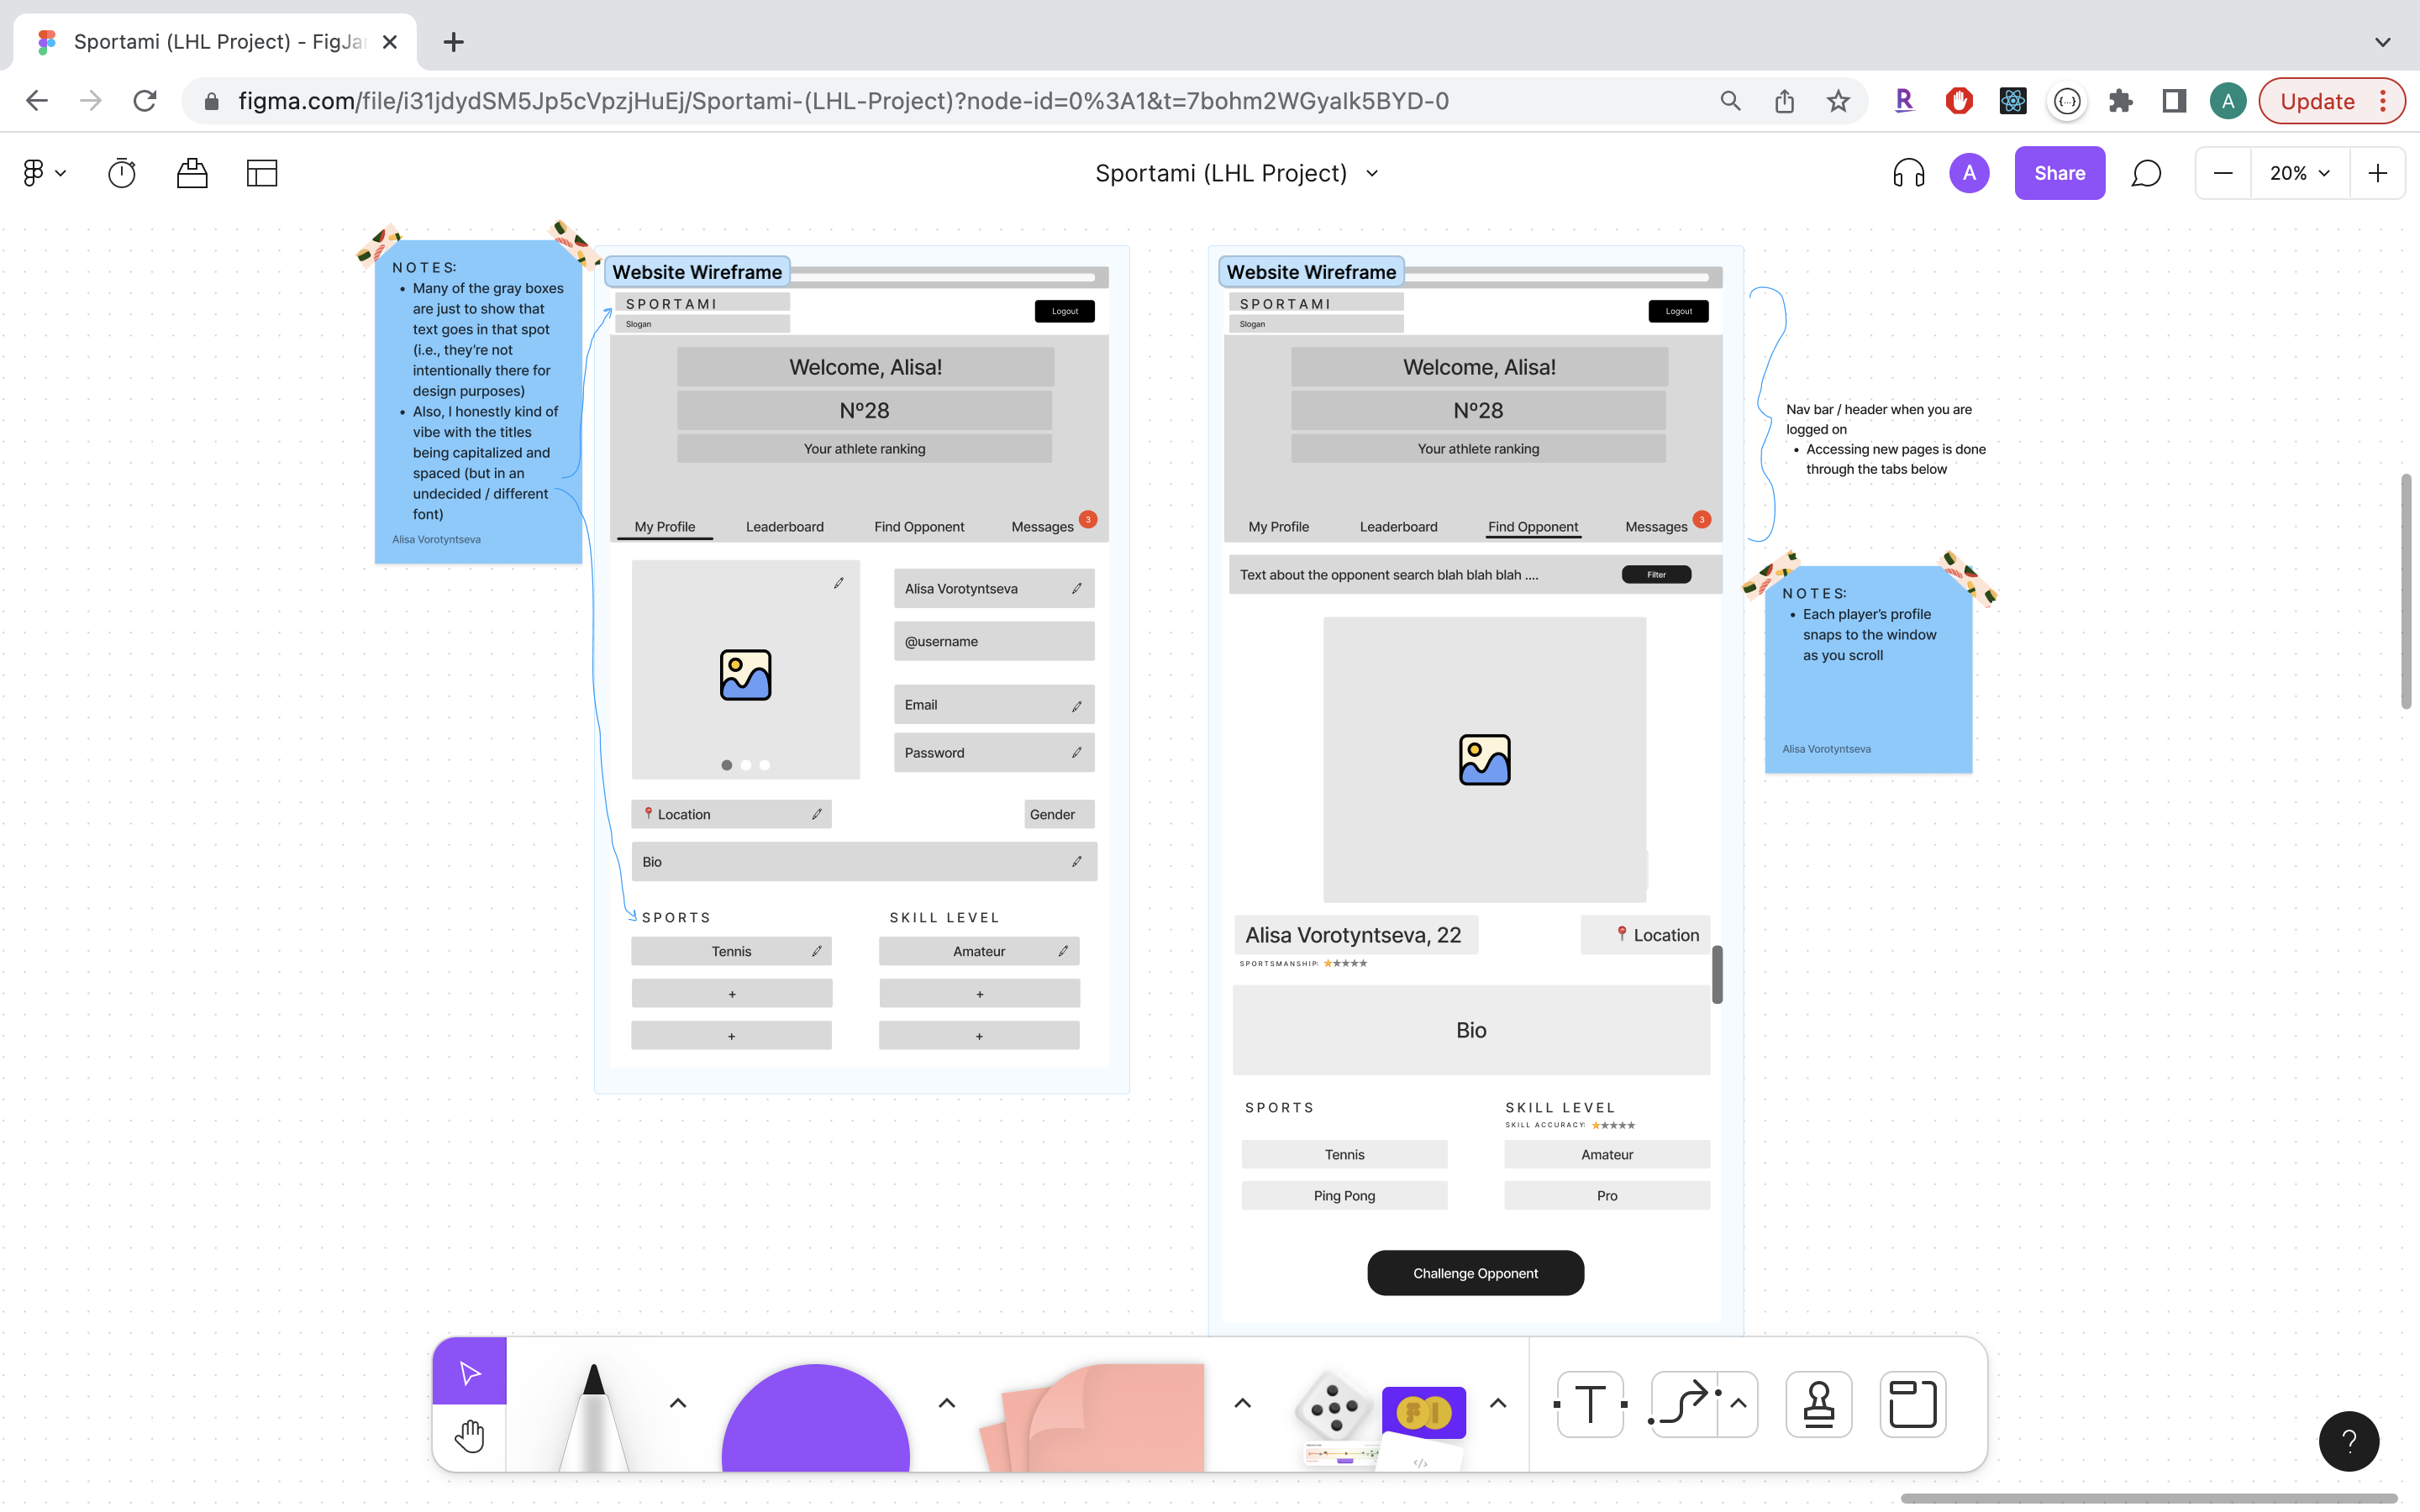 Sportami (LHL Project) - FigJar
figma.com/file/i31jdydSM5Jp5cVpzjHuEj/Sportami-(LHL-Project)?node-id=0%3A1&t=7bohm2WGyaIk5BYD-0
R
A
Update
Sportami (LHL Project)
A
Share
20%
NOTES:
• Many of the gray boxes
are just to show that
text goes in that spot
(i.e., they're not
intentionally there for
design purposes)
• Also, I honestly kind of
vibe with the titles
being capitalized and
spaced (but in an
undecided / different
font)
Alisa Vorotyntseva
Website Wireframe
SPORTAMI
Slogan
Logout
Welcome, Alisa!
Nº28
Your athlete ranking
My Profile
Leaderboard
Find Opponent
Messages
3
Alisa Vorotyntseva
@username
Email
Password
Location
Gender
Bio
SPORTS
SKILL LEVEL
Tennis
Amateur
+
+
+
+
Website Wireframe
SPORTAMI
Slogan
Logout
Welcome, Alisa!
Nº28
Your athlete ranking
My Profile
Leaderboard
Find Opponent
Messages
3
Text about the opponent search blah blah blah ....
Filter
Alisa Vorotyntseva, 22
Location
SPORTSMANSHIP:
Bio
SPORTS
SKILL LEVEL
SKILL ACCURACY:
Tennis
Amateur
Ping Pong
Pro
Challenge Opponent
Nav bar / header when you are
logged on
• Accessing new pages is done
through the tabs below
NOTES:
• Each player's profile
snaps to the window
as you scroll
Alisa Vorotyntseva
T
</>
?